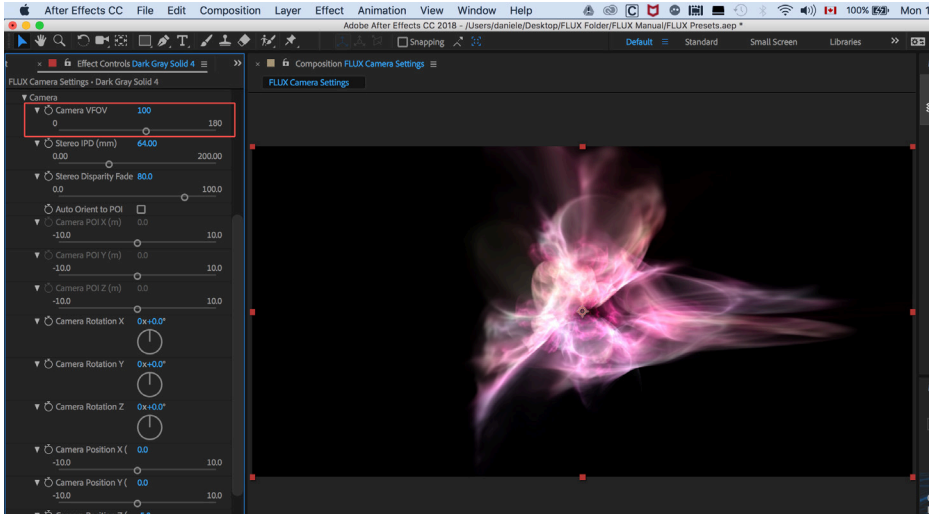 After Effects CC File Edit Composition Layer Effect Animation View Window Help 100% Mon 1
Adobe After Effects CC 2018 - /Users/daniele/Desktop/FLUX Folder/FLUX Manual/FLUX Presets.aep *
Snapping Default Standard Small Screen Libraries
t × Effect Controls Dark Gray Solid 4 × Composition FLUX Camera Settings
FLUX Camera Settings • Dark Gray Solid 4
FLUX Camera Settings
Camera
Camera VFOV 100
0 180
Stereo IPD (mm) 64.00
0.00 200.00
Stereo Disparity Fade 80.0
0.0 100.0
Auto Orient to POI
Camera POI X (m) 0.0
-10.0 10.0
Camera POI Y (m) 0.0
-10.0 10.0
Camera POI Z (m) 0.0
-10.0 10.0
Camera Rotation X 0x+0.0°
Camera Rotation Y 0x+0.0°
Camera Rotation Z 0x+0.0°
Camera Position X ( 0.0
-10.0 10.0
Camera Position Y ( 0.0
-10.0 10.0